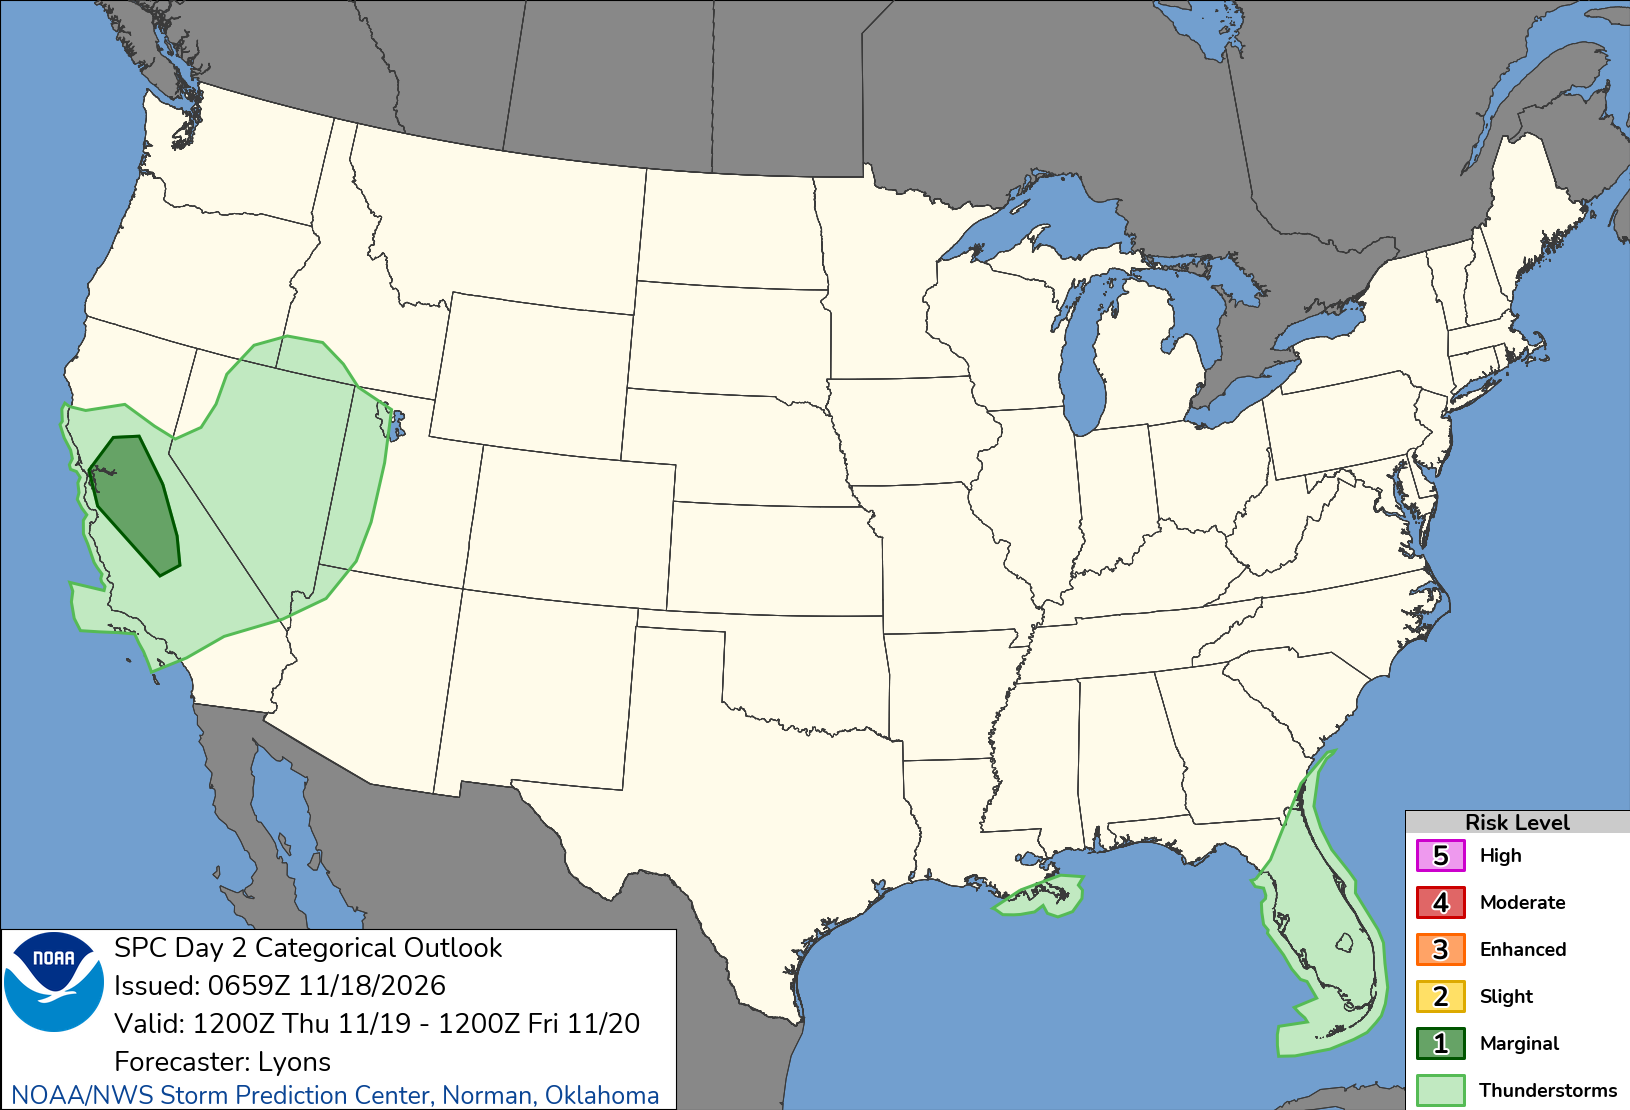 Risk Level
5 High
4 Moderate
3 Enhanced
2 Slight
1 Marginal
Thunderstorms
NOAA
SPC Day 2 Categorical Outlook
Issued: 0659Z 11/18/2026
Valid: 1200Z Thu 11/19 - 1200Z Fri 11/20
Forecaster: Lyons
NOAA/NWS Storm Prediction Center, Norman, Oklahoma